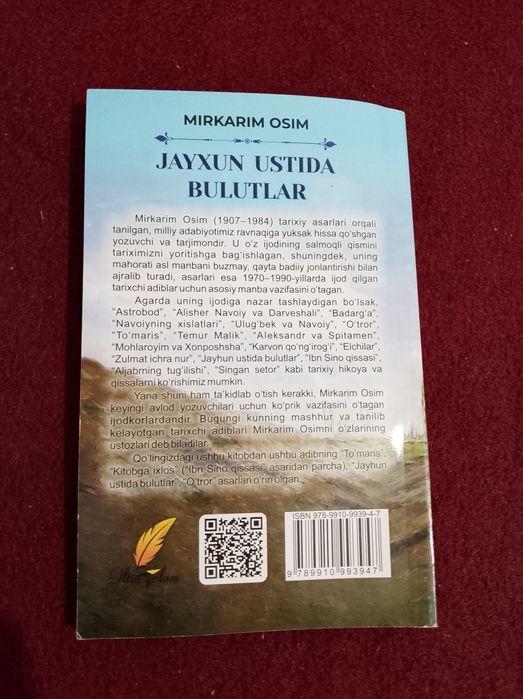 MIRKARIM OSIM
JAYXUN USTIDA
BULUTLAR
Mirkarim Osim (1907–1984) tarixiy asarlari orqali
tanilgan, milliy adabiyotimiz ravnaqiga yuksak hissa qo‘shgan
yozuvchi va tarjimondir. U o‘z ijodining salmoqli qismini
tariximizni yoritishga bag‘ishlagan, shuningdek, uning
mahorati asl manbani buzmay, qayta badiiy jonlantirishi bilan
ajralib turadi, asarlari esa 1970–1990-yillarda ijod qilgan
tarixchi adiblar uchun asosiy manba vazifasini o‘tagan.
Agarda uning ijodiga nazar tashlaydigan bo‘lsak,
“Astrobod”, “Alisher Navoiy va Darveshali”, “Badarg‘a”,
“Navoiyning xislatlari”, “Ulug‘bek va Navoiy”, “O‘tror”,
“To‘maris”, “Temur Malik”, “Aleksandr va Spitamen”,
“Mohlaroyim va Xonposhsha”, “Karvon qo‘ng‘irog‘i”, “Elchilar”,
“Zulmat ichra nur”, “Jayhun ustida bulutlar”, “Ibn Sino qissasi”,
“Aljabrning tug‘ilishi”, “Singan setor” kabi tarixiy hikoya va
qissalarni ko‘rishimiz mumkin.
Yana shuni ham ta’kidlab o‘tish kerakki, Mirkarim Osim
keyingi avlod yozuvchilari uchun ko‘prik vazifasini o‘tagan
ijodkorlardandir. Bugungi kunning mashhur va tanilib
kelayotgan tarixchi adiblari Mirkarim Osimni o‘zlarining
ustozlari deb biladilar.
Qo‘lingizdagi ushbu kitobdan ushbu adibning “To‘maris”,
“Kitobga ixlos” (“Ibn Sino qissasi” asaridan parcha), “Jayhun
ustida bulutlar”, “O‘tror” asarlari o‘rin olgan.
ISBN 978-9910-9939-4-7
9 789910 993947
Oltin qalam